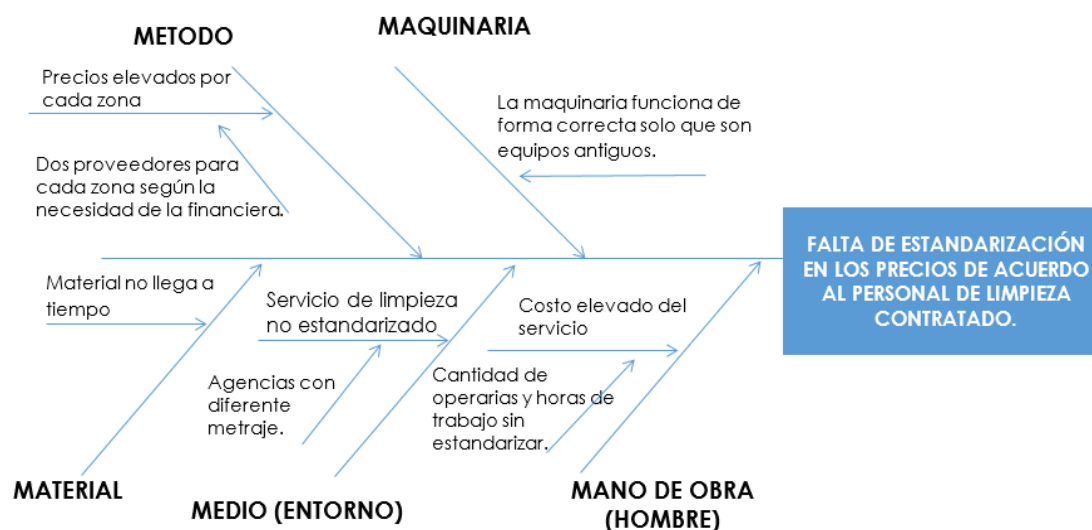 METODO
MAQUINARIA
Precios elevados por
cada zona
La maquinaria funciona de
forma correcta solo que son
equipos antiguos.
Dos proveedores para
cada zona según la
necesidad de la financiera.
FALTA DE ESTANDARIZACIÓN
EN LOS PRECIOS DE ACUERDO
AL PERSONAL DE LIMPIEZA
CONTRATADO.
Material no llega a
tiempo
Servicio de limpieza
no estandarizado
Costo elevado del
servicio
Agencias con
diferente
metraje.
Cantidad de
operarias y horas de
trabajo sin
estandarizar.
MATERIAL
MEDIO (ENTORNO)
MANO DE OBRA
(HOMBRE)